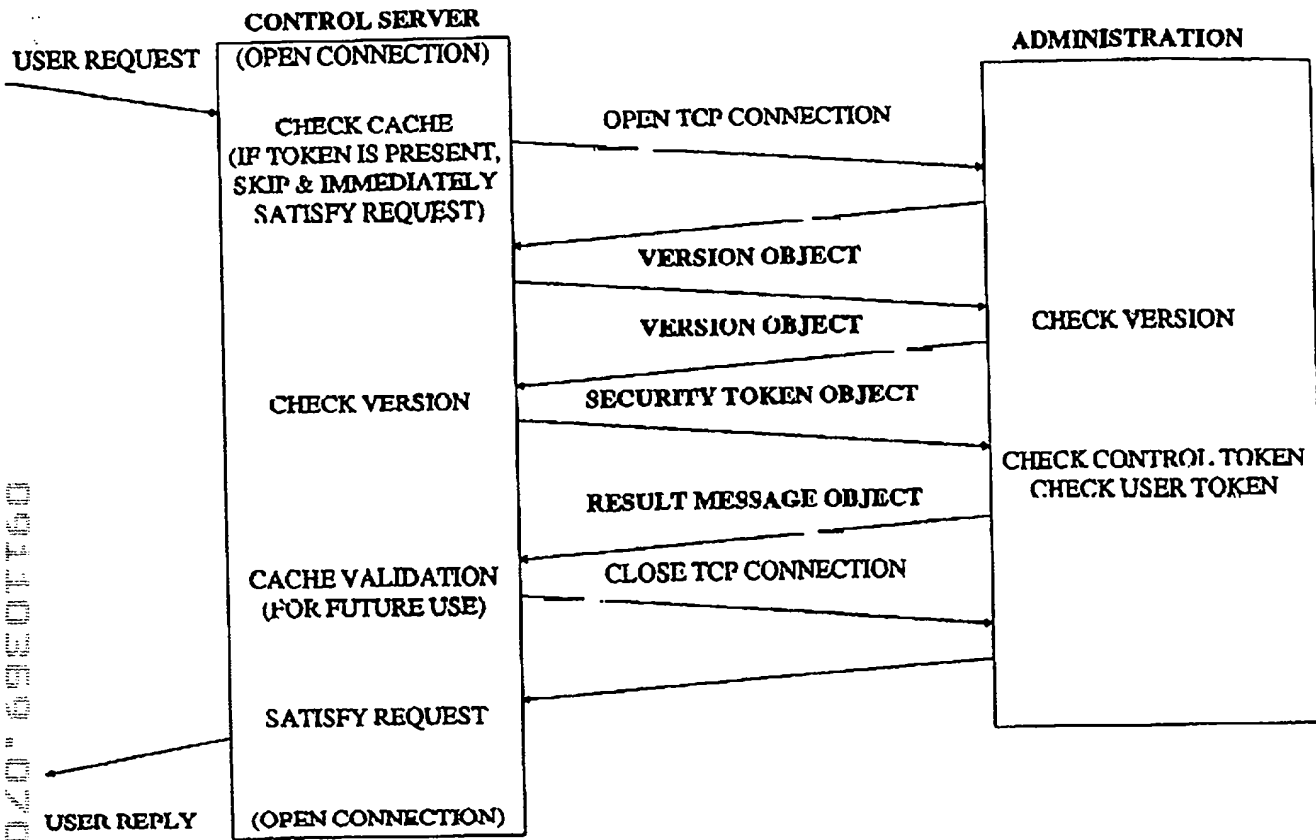 CONTROL SERVER
ADMINISTRATION
USER REQUEST
(OPEN CONNECTION)
CHECK CACHE
(IF TOKEN IS PRESENT,
SKIP & IMMEDIATELY
SATISFY REQUEST)
OPEN TCP CONNECTION
VERSION OBJECT
VERSION OBJECT
CHECK VERSION
CHECK VERSION
SECURITY TOKEN OBJECT
CHECK CONTROL TOKEN
CHECK USER TOKEN
RESULT MESSAGE OBJECT
CACHE VALIDATION
(FOR FUTURE USE)
CLOSE TCP CONNECTION
SATISFY REQUEST
USER REPLY
(OPEN CONNECTION)